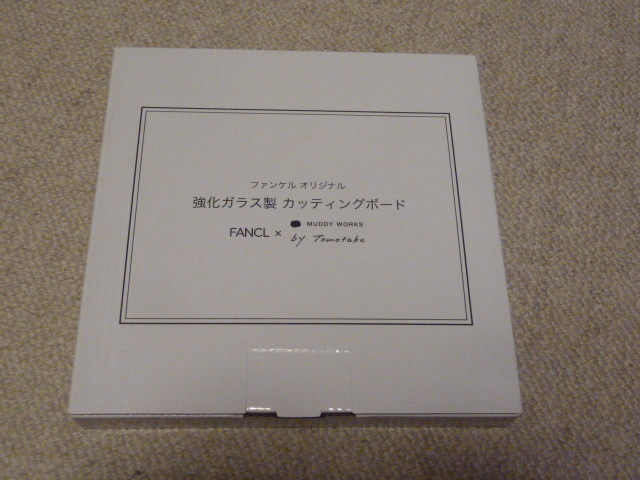 ファンケル オリジナル
強化ガラス製 カッティングボード
FANCL × MUDDY WORKS
by Tomotake